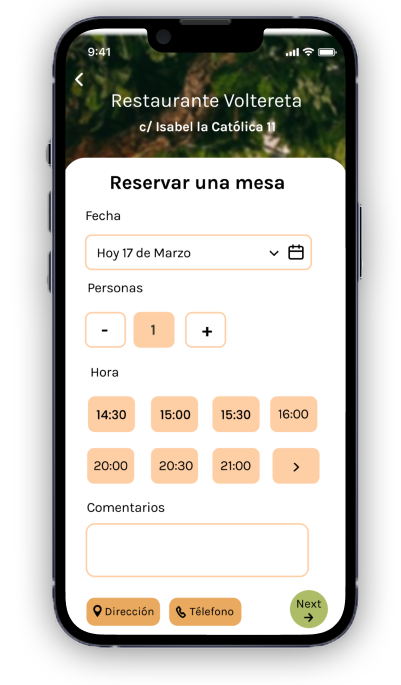 9:41
Restaurante Voltereta
c/ Isabel la Católica 11
Reservar una mesa
Fecha
Hoy 17 de Marzo
Personas
- 1 +
Hora
14:30 15:00 15:30 16:00
20:00 20:30 21:00 >
Comentarios
Dirección Télefono Next →